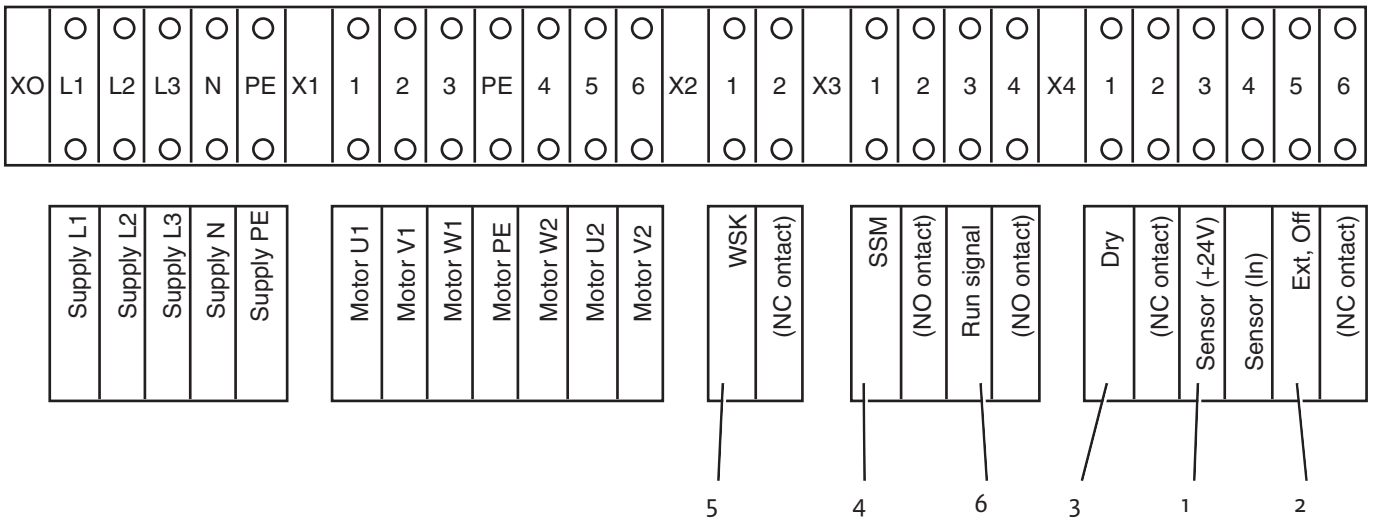 XO L1 L2 L3 N PE X1 1 2 3 PE 4 5 6 X2 1 2 X3 1 2 3 4 X4 1 2 3 4 5 6
Supply L1
Supply L2
Supply L3
Supply N
Supply PE
Motor U1
Motor V1
Motor W1
Motor PE
Motor W2
Motor U2
Motor V2
WSK
(NC ontact)
SSM
(NO ontact)
Run signal
(NO ontact)
Dry
(NC ontact)
Sensor (+24V)
Sensor (In)
Ext, Off
(NC ontact)
5 4 6 3 1 2